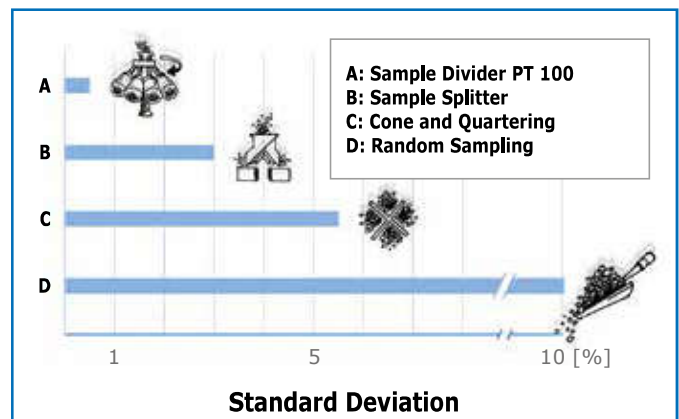 A: Sample Divider PT 100
B: Sample Splitter
C: Cone and Quartering
D: Random Sampling
A
B
C
D
1 5 10 [%]
Standard Deviation